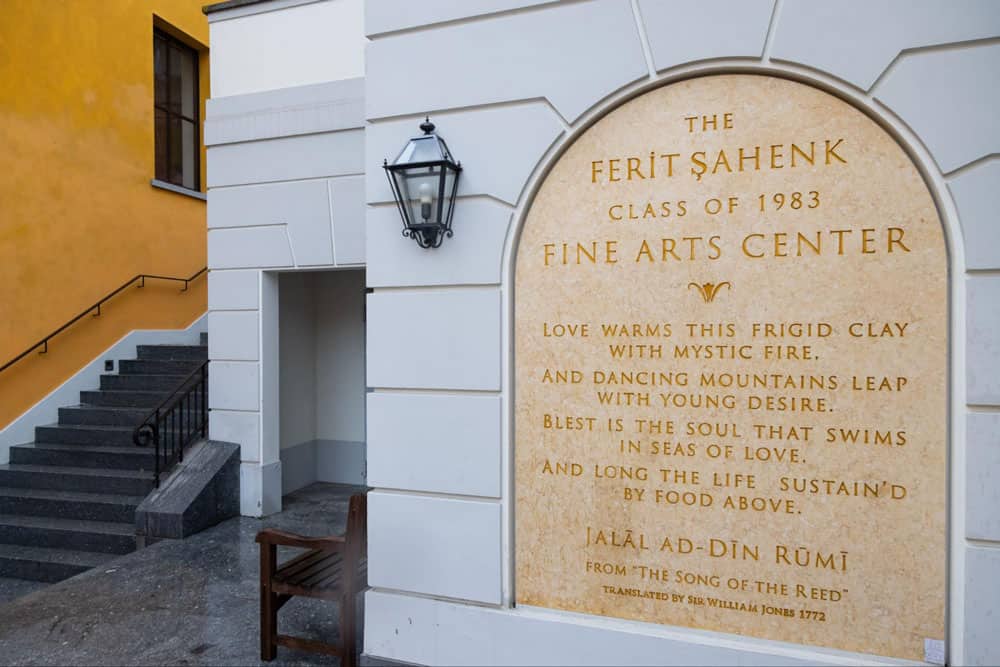 THE
FERİT ŞAHENK
CLASS OF 1983
FINE ARTS CENTER
LOVE WARMS THIS FRIGID CLAY
WITH MYSTIC FIRE,
AND DANCING MOUNTAINS LEAP
WITH YOUNG DESIRE.
BLEST IS THE SOUL THAT SWIMS
IN SEAS OF LOVE,
AND LONG THE LIFE SUSTAIN'D
BY FOOD ABOVE.
JALĀL AD-DĪN RŪMĪ
FROM "THE SONG OF THE REED"
TRANSLATED BY SIR WILLIAM JONES 1772